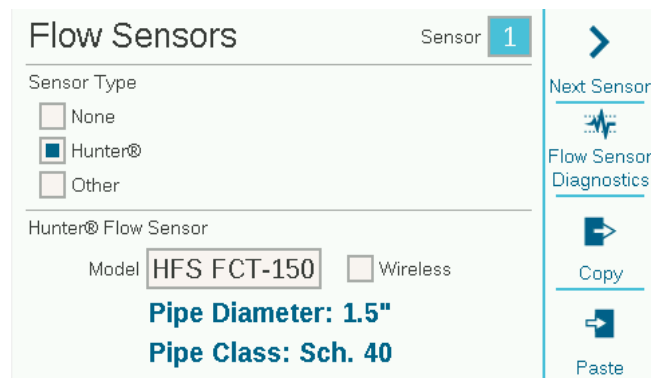 Flow Sensors
Sensor 1
Sensor Type
None
Hunter®
Other
Hunter® Flow Sensor
Model HFS FCT-150 Wireless
Pipe Diameter: 1.5"
Pipe Class: Sch. 40
Next Sensor
Flow Sensor
Diagnostics
Copy
Paste